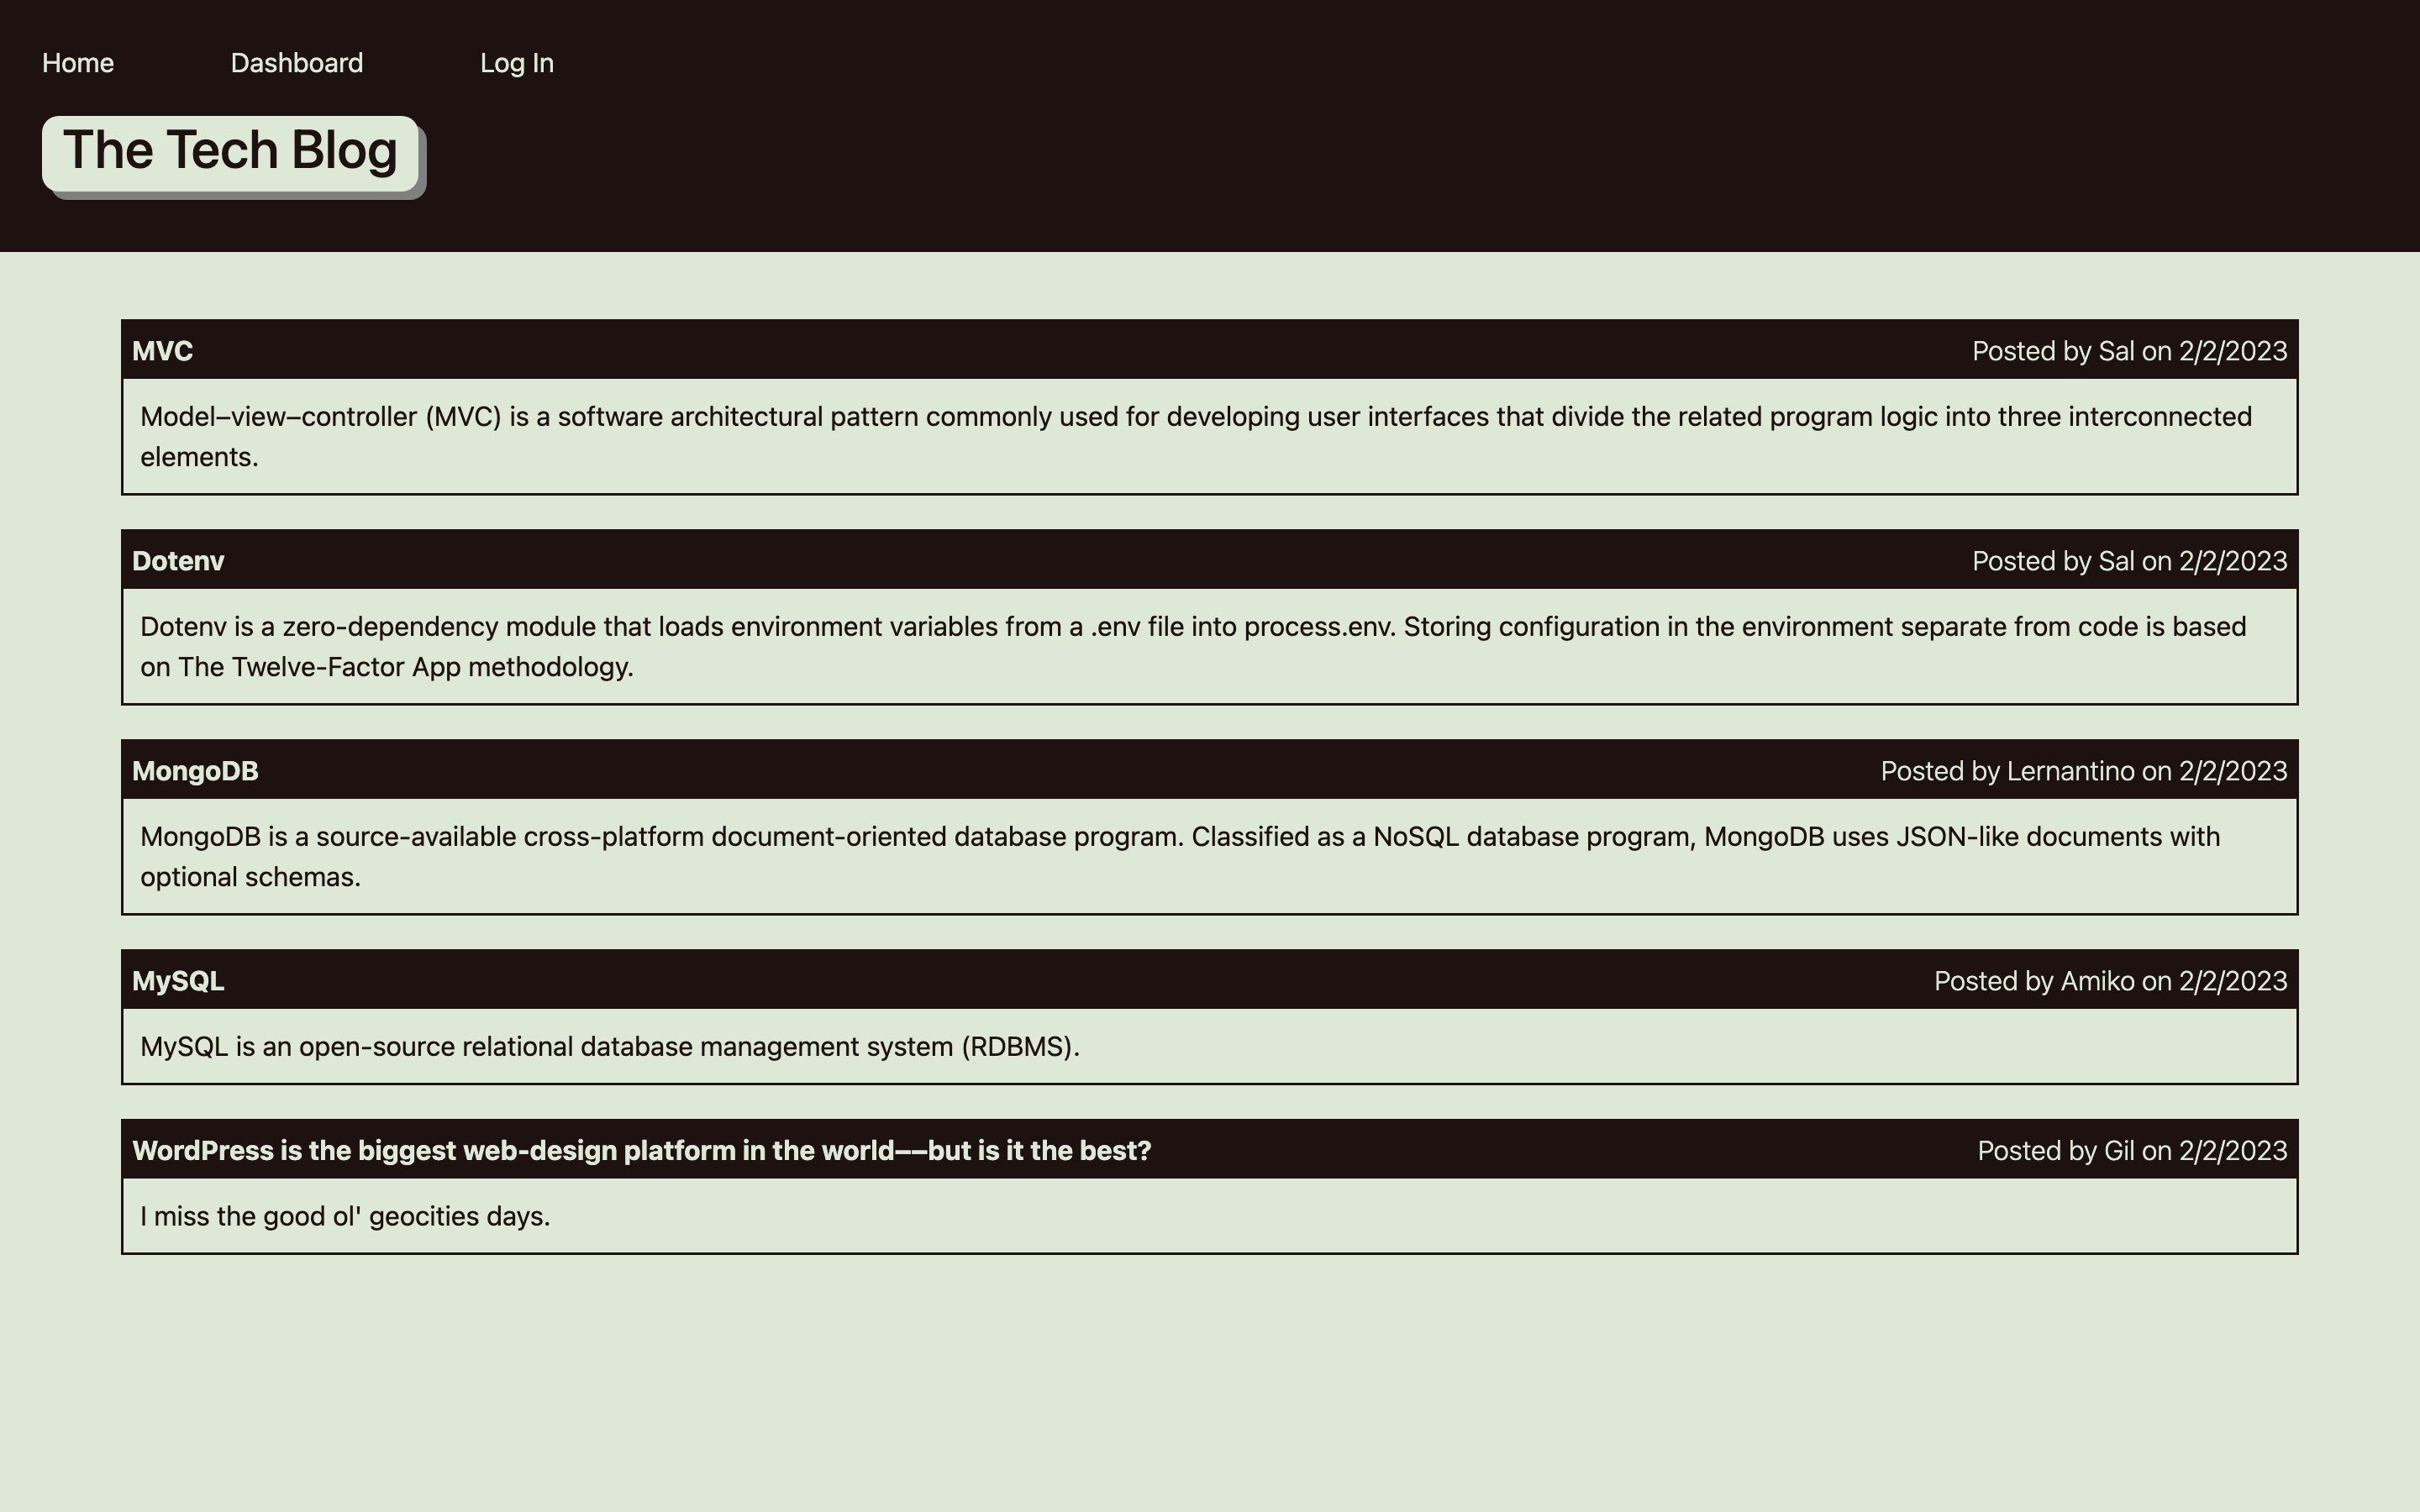 Home Dashboard Log In
The Tech Blog
MVC Posted by Sal on 2/2/2023
Model–view–controller (MVC) is a software architectural pattern commonly used for developing user interfaces that divide the related program logic into three interconnected
elements.
Dotenv Posted by Sal on 2/2/2023
Dotenv is a zero-dependency module that loads environment variables from a .env file into process.env. Storing configuration in the environment separate from code is based
on The Twelve-Factor App methodology.
MongoDB Posted by Lernantino on 2/2/2023
MongoDB is a source-available cross-platform document-oriented database program. Classified as a NoSQL database program, MongoDB uses JSON-like documents with
optional schemas.
MySQL Posted by Amiko on 2/2/2023
MySQL is an open-source relational database management system (RDBMS).
WordPress is the biggest web-design platform in the world––but is it the best? Posted by Gil on 2/2/2023
I miss the good ol' geocities days.